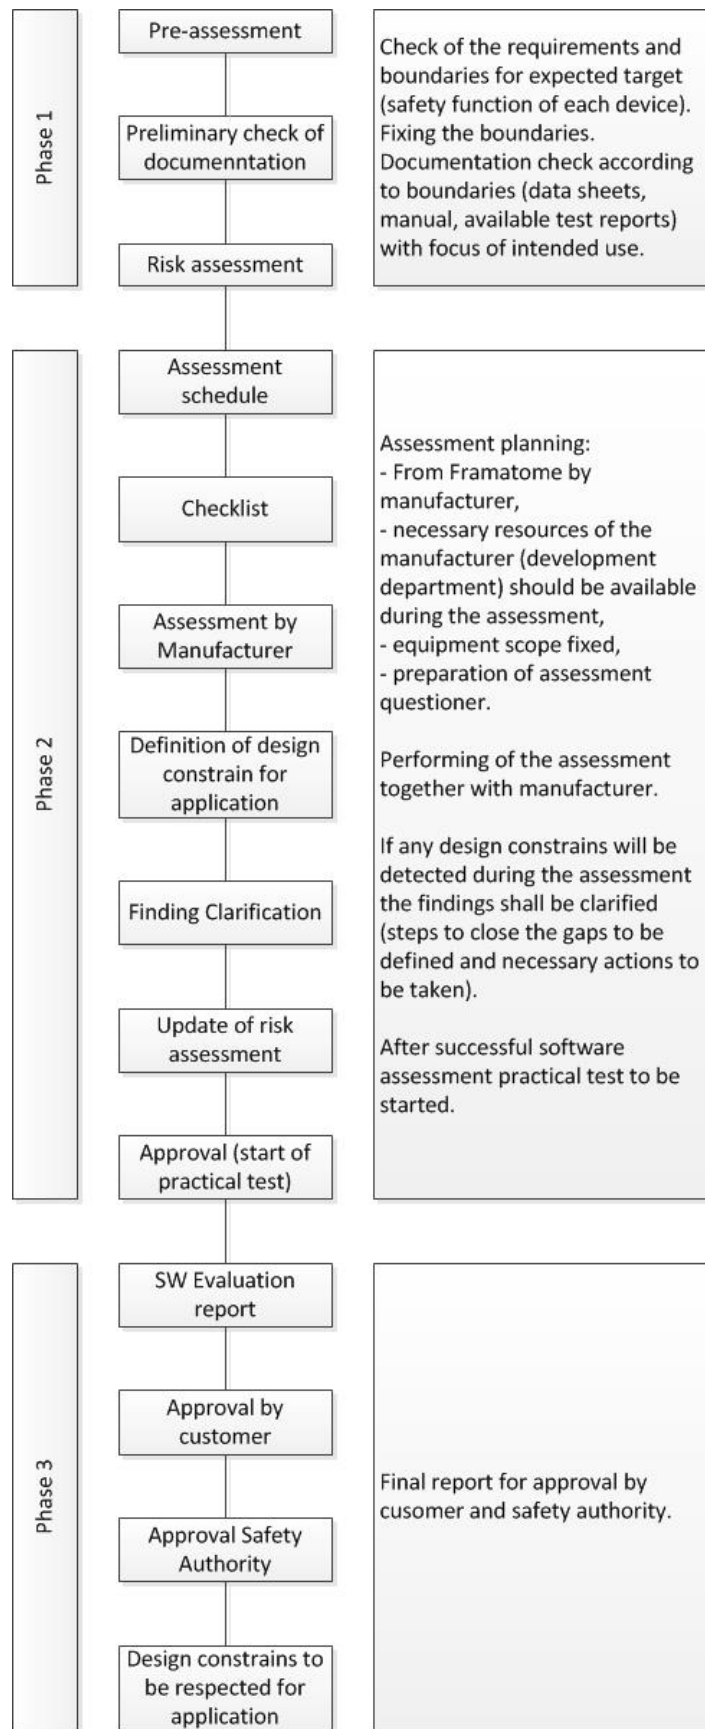 Phase 1
Pre-assessment
Preliminary check of
documenntation
Risk assessment
Check of the requirements and
boundaries for expected target
(safety function of each device).
Fixing the boundaries.
Documentation check according
to boundaries (data sheets,
manual, available test reports)
with focus of intended use.
Phase 2
Assessment
schedule
Checklist
Assessment by
Manufacturer
Definition of design
constrain for
application
Finding Clarification
Update of risk
assessment
Approval (start of
practical test)
Assessment planning:
- From Framatome by
manufacturer,
- necessary resources of the
manufacturer (development
department) should be available
during the assessment,
- equipment scope fixed,
- preparation of assessment
questioner.
Performing of the assessment
together with manufacturer.
If any design constrains will be
detected during the assessment
the findings shall be clarified
(steps to close the gaps to be
defined and necessary actions to
be taken).
After successful software
assessment practical test to be
started.
Phase 3
SW Evaluation
report
Approval by
customer
Approval Safety
Authority
Design constrains to
be respected for
application
Final report for approval by
cusomer and safety authority.